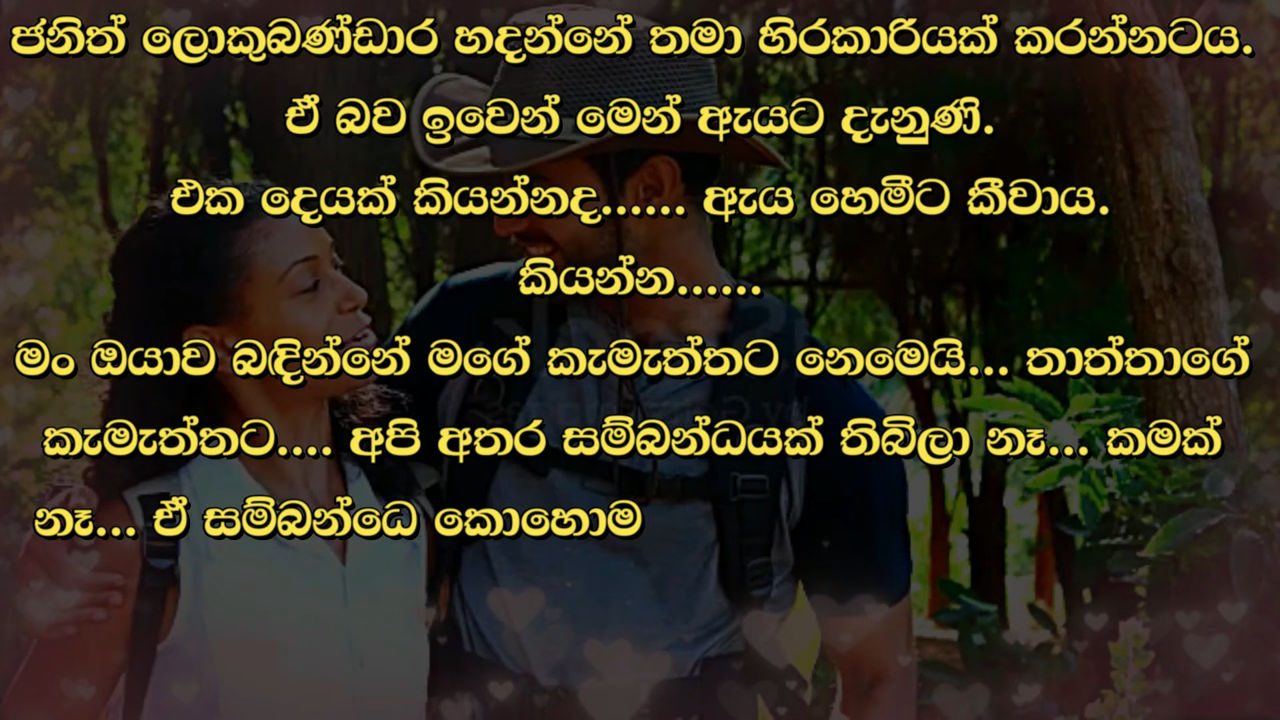 ජනිත් ලොකුබණ්ඩාර හදන්නේ තමා හිරකාරියක් කරන්නටය.
ඒ බව ඉවෙන් මෙන් ඇයට දැනුණි.
එක දෙයක් කියන්නද...... ඇය හෙමීට කීවාය.
කියන්න......
මං ඔයාව බඳින්නේ මගේ කැමැත්තට නෙමෙයි... තාත්තාගේ
කැමැත්තට.... අපි අතර සම්බන්ධයක් තිබිලා නෑ... කමක්
නෑ... ඒ සම්බන්ධෙ කොහොම